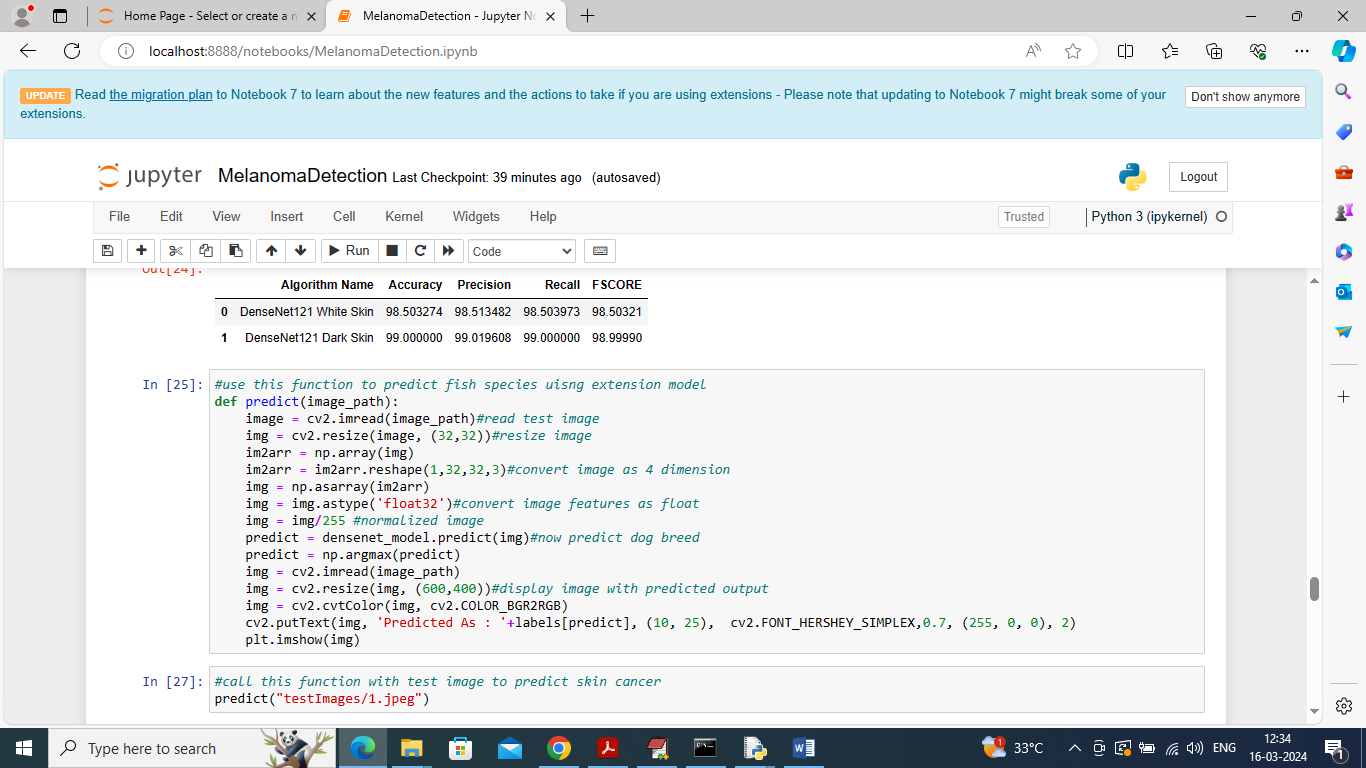 Home Page - Select or create a n
MelanomaDetection - Jupyter No
localhost:8888/notebooks/MelanomaDetection.ipynb
UPDATE Read the migration plan to Notebook 7 to learn about the new features and the actions to take if you are using extensions - Please note that updating to Notebook 7 might break some of your
extensions.
Don't show anymore
jupyter MelanomaDetection Last Checkpoint: 39 minutes ago (autosaved)
Logout
File Edit View Insert Cell Kernel Widgets Help
Trusted
Python 3 (ipykernel)
Run
Code
Out[24]:
Algorithm Name Accuracy Precision Recall FSCORE
0 DenseNet121 White Skin 98.503274 98.513482 98.503973 98.50321
1 DenseNet121 Dark Skin 99.000000 99.019608 99.000000 98.99990
In [25]: #use this function to predict fish species uisng extension model
def predict(image_path):
    image = cv2.imread(image_path)#read test image
    img = cv2.resize(image, (32,32))#resize image
    im2arr = np.array(img)
    im2arr = im2arr.reshape(1,32,32,3)#convert image as 4 dimension
    img = np.asarray(im2arr)
    img = img.astype('float32')#convert image features as float
    img = img/255 #normalized image
    predict = densenet_model.predict(img)#now predict dog breed
    predict = np.argmax(predict)
    img = cv2.imread(image_path)
    img = cv2.resize(img, (600,400))#display image with predicted output
    img = cv2.cvtColor(img, cv2.COLOR_BGR2RGB)
    cv2.putText(img, 'Predicted As : '+labels[predict], (10, 25),  cv2.FONT_HERSHEY_SIMPLEX,0.7, (255, 0, 0), 2)
    plt.imshow(img)
In [27]: #call this function with test image to predict skin cancer
predict("testImages/1.jpeg")
Type here to search
1
33°C
ENG
12:34
16-03-2024
1